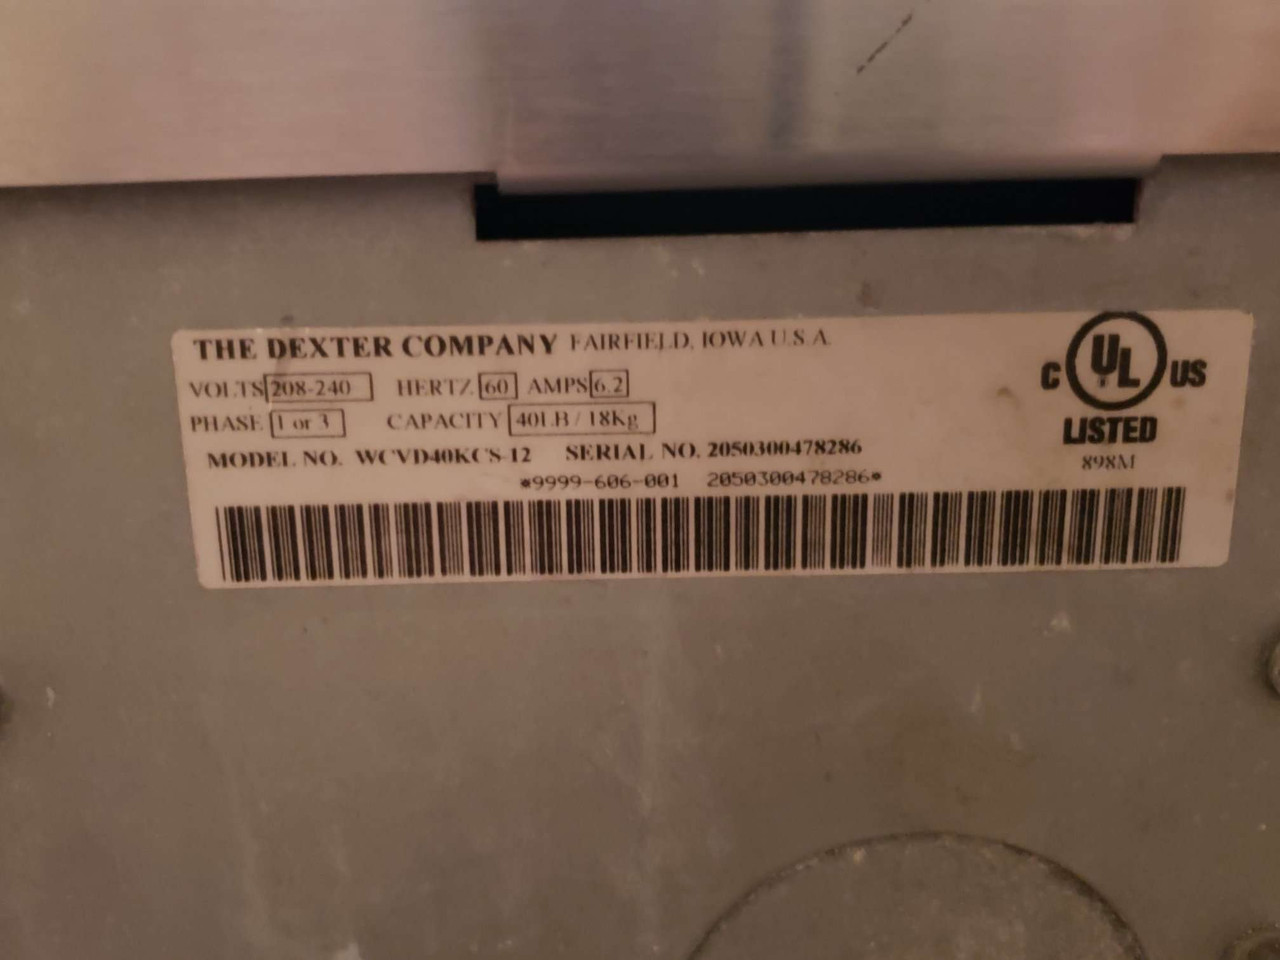 THE DEXTER COMPANY FAIRFIELD, IOWA U.S.A.
VOLTS 208-240 HERTZ 60 AMPS 6.2
PHASE 1 or 3 CAPACITY 40LB / 18Kg
MODEL NO. WCVD40KCS-12 SERIAL NO. 2050300478286
*9999-606-001 2050300478286*
C UL US
LISTED
898M